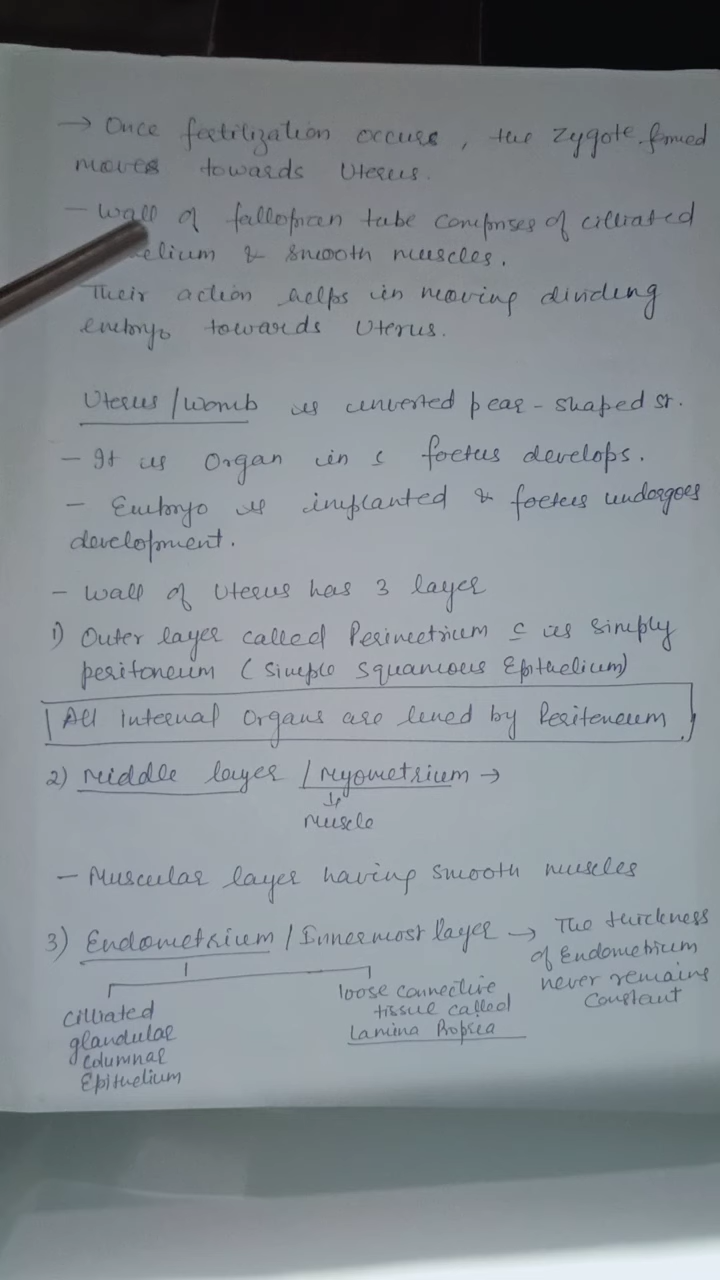 → Once fertilization occurs, the zygote formed
moves towards Uterus.
- Wall of fallopian tube comprises of cilliated
elium & smooth muscles.
Their action helps in moving dividing
embryo towards Uterus.
Uterus/womb is inverted pear-shaped st.
- It is organ in c foetus develops.
- Embryo is implanted & foetus undergoes
development.
- Wall of Uterus has 3 layer
1) Outer layer called Perimetrium c is simply
peritoneum (Simple Squamous Epithelium)
All internal organs are lined by Periteneum
2) Middle layer / Myometrium →
↓
Muscle
- Muscular layer having smooth muscles
3) Endometrium / Innermost layer → The thickness
of Endometrium
never remains
constant
cilliated
glandular
columnar
Epithelium
loose connective
tissue called
Lamina Propria